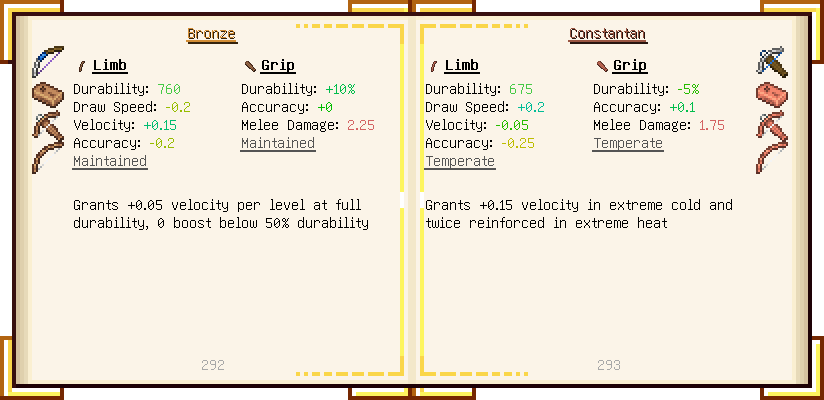 Bronze
Limb
Durability: 760
Draw Speed: -0.2
Velocity: +0.15
Accuracy: -0.2
Maintained
Grip
Durability: +10%
Accuracy: +0
Melee Damage: 2.25
Maintained
Grants +0.05 velocity per level at full
durability, 0 boost below 50% durability
292
Constantan
Limb
Durability: 675
Draw Speed: +0.2
Velocity: -0.05
Accuracy: -0.25
Temperate
Grip
Durability: -5%
Accuracy: +0.1
Melee Damage: 1.75
Temperate
Grants +0.15 velocity in extreme cold and
twice reinforced in extreme heat
293